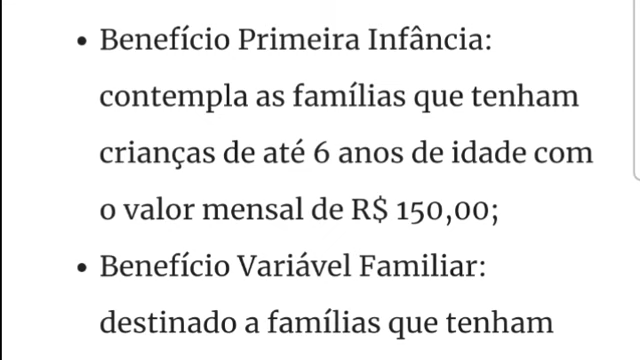 • Benefício Primeira Infância:
contempla as famílias que tenham
crianças de até 6 anos de idade com
o valor mensal de R$ 150,00;
• Benefício Variável Familiar:
destinado a famílias que tenham